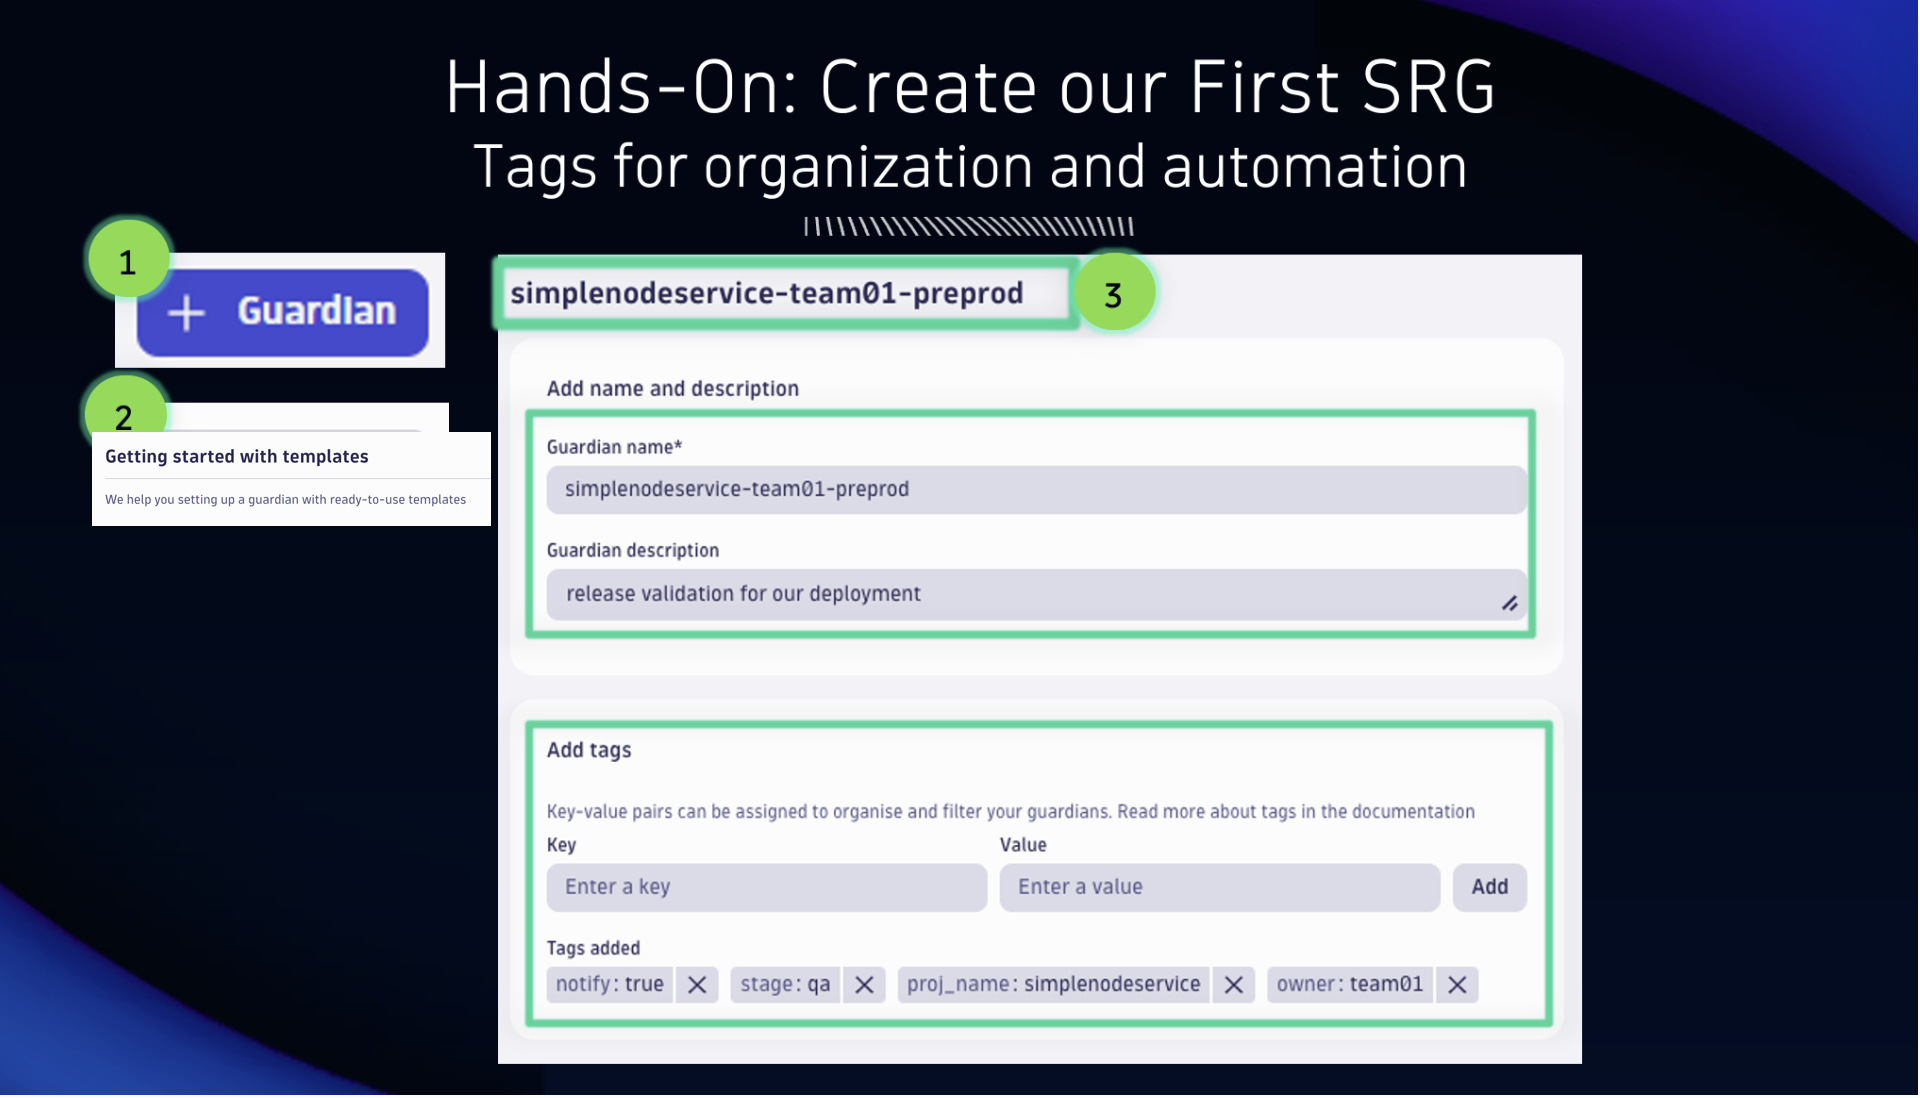 Hands-On: Create our First SRG
Tags for organization and automation
1
+ Guardian
2
Getting started with templates
We help you setting up a guardian with ready-to-use templates
simplenodeservice-team01-preprod
3
Add name and description
Guardian name*
simplenodeservice-team01-preprod
Guardian description
release validation for our deployment
Add tags
Key-value pairs can be assigned to organise and filter your guardians. Read more about tags in the documentation
Key Value
Enter a key Enter a value Add
Tags added
notify: true stage: qa proj_name: simplenodeservice owner: team01